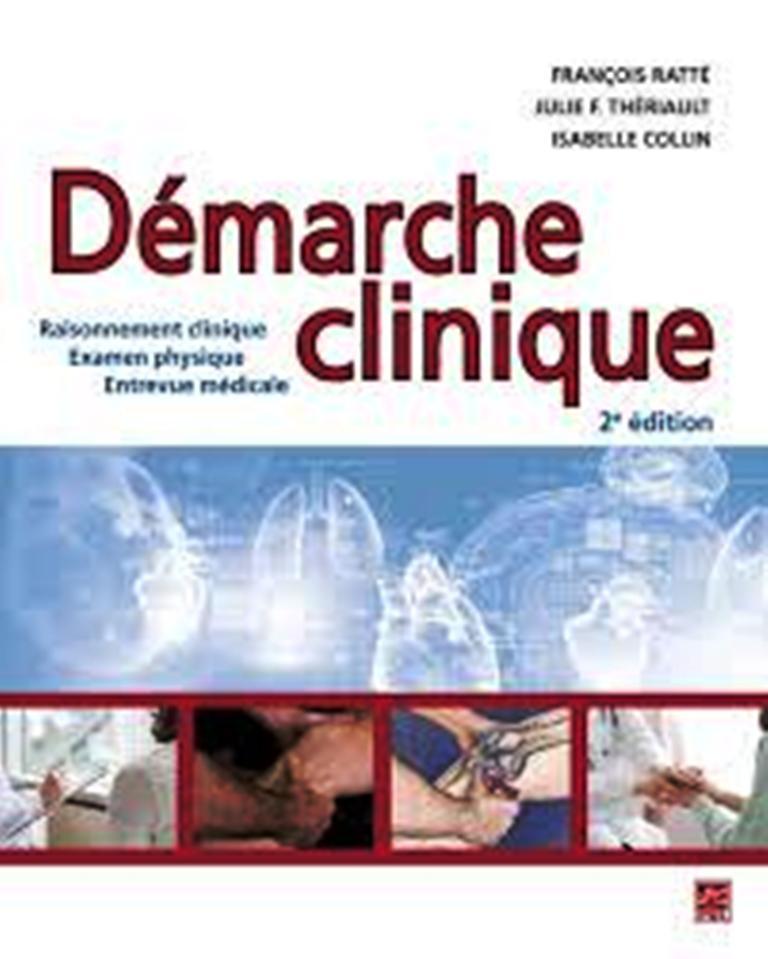 FRANÇOIS RATTÉ
JULIE F. THÉRIAULT
ISABELLE COLLIN
Démarche
clinique
Raisonnement clinique
Examen physique
Entrevue médicale
2e édition